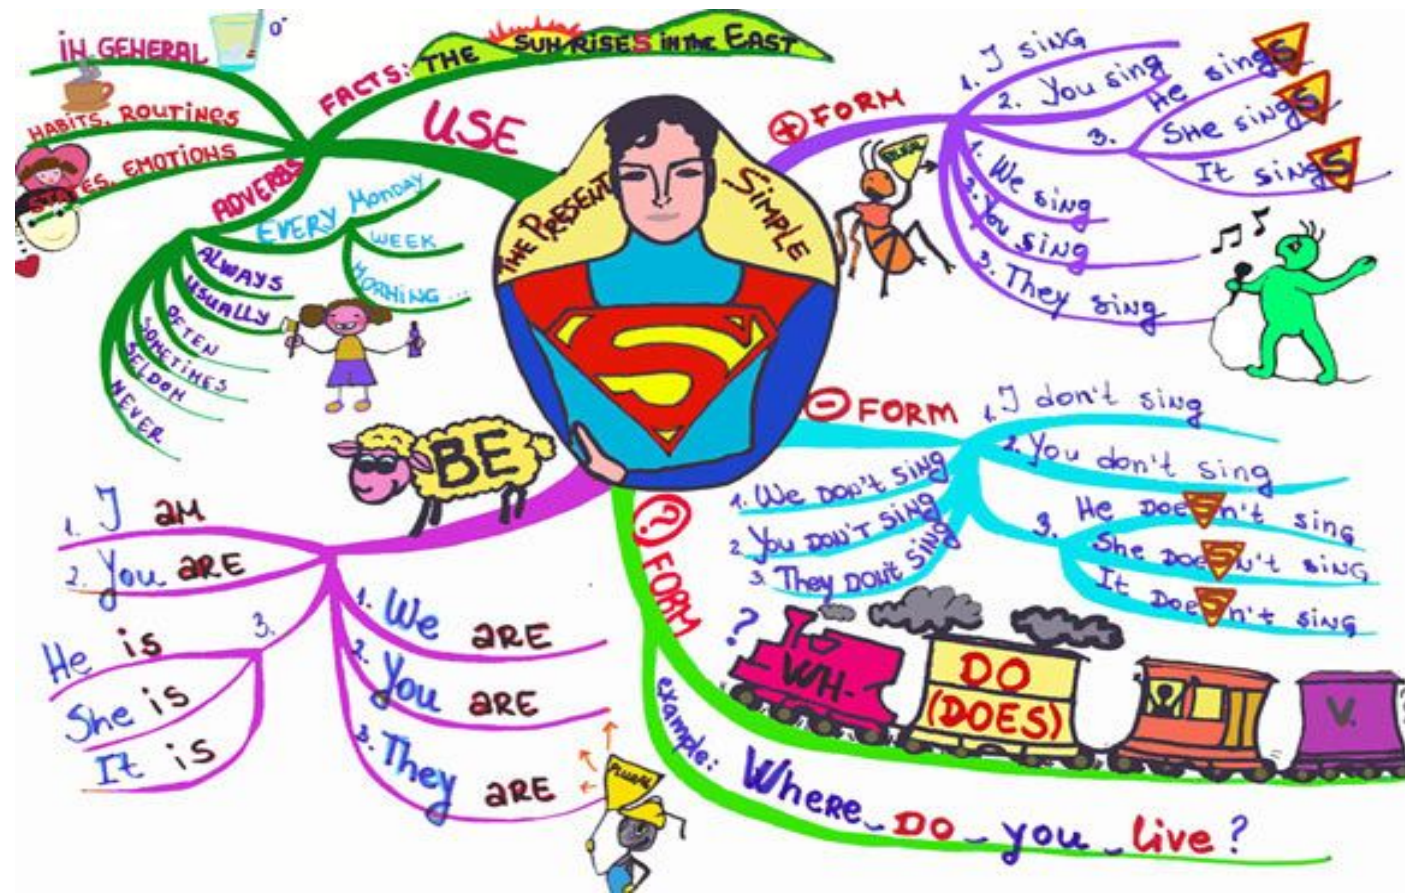 THE PRESENT SIMPLE
USE
IN GENERAL
HABITS, ROUTINES
STATES, EMOTIONS
FACTS: THE SUN RISES in the EAST
ADVERBS
EVERY MONDAY
WEEK
MORNING...
ALWAYS
USUALLY
OFTEN
SOMETIMES
SELDOM
NEVER
+ FORM
1. I sing
2. You sing
3.
He sings
She sings
It sings
PLURAL
1. We sing
2. You sing
3. They sing
- FORM
1. I don't sing
2. You don't sing
3.
He DOESn't sing
She DOESn't sing
It DOESn't sing
1. We DON'T sing
2. You DON'T sing
3. They DON'T sing
? FORM
?
WH-
DO
(DOES)
V.
example: Where DO you live?
BE
1. I am
2. You are
3.
He is
She is
It is
1. We are
2. You are
3. They are
PLURAL